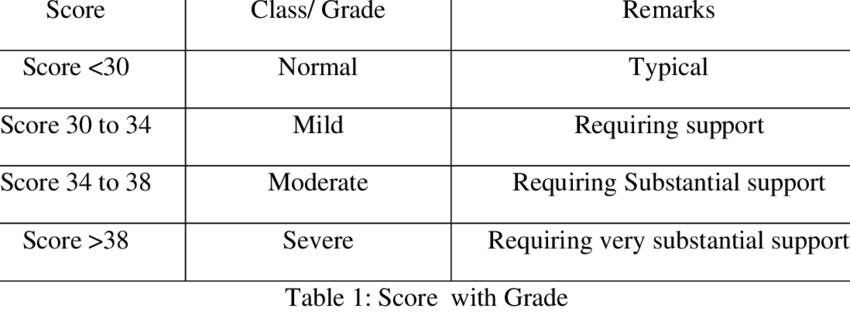 Score Class/ Grade Remarks
Score <30 Normal Typical
Score 30 to 34 Mild Requiring support
Score 34 to 38 Moderate Requiring Substantial support
Score >38 Severe Requiring very substantial support
Table 1: Score with Grade